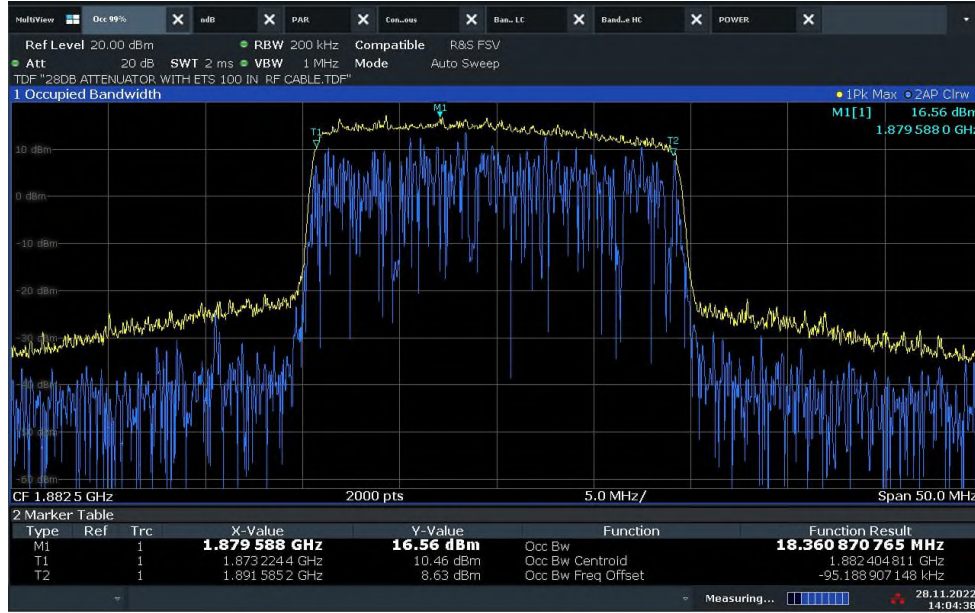 MultiView Occ 99% ndB PAR Con..ous Ban.. LC Band..e HC POWER
Ref Level 20.00 dBm RBW 200 kHz Compatible R&S FSV
Att 20 dB SWT 2 ms VBW 1 MHz Mode Auto Sweep
TDF "28DB ATTENUATOR WITH ETS 100 IN RF CABLE.TDF"
1 Occupied Bandwidth 1Pk Max 2AP Clrw
M1[1] 16.56 dBm
1.879 588 0 GHz
M1
T1
T2
10 dBm
0 dBm
-10 dBm
-20 dBm
-30 dBm
-40 dBm
-50 dBm
-60 dBm
CF 1.882 5 GHz 2000 pts 5.0 MHz/ Span 50.0 MHz
2 Marker Table
Type Ref Trc X-Value Y-Value Function Function Result
M1 1 1.879 588 GHz 16.56 dBm Occ Bw 18.360 870 765 MHz
T1 1 1.873 224 4 GHz 10.46 dBm Occ Bw Centroid 1.882 404 811 GHz
T2 1 1.891 585 2 GHz 8.63 dBm Occ Bw Freq Offset -95.188 907 148 kHz
Measuring... 28.11.2022
14:04:38